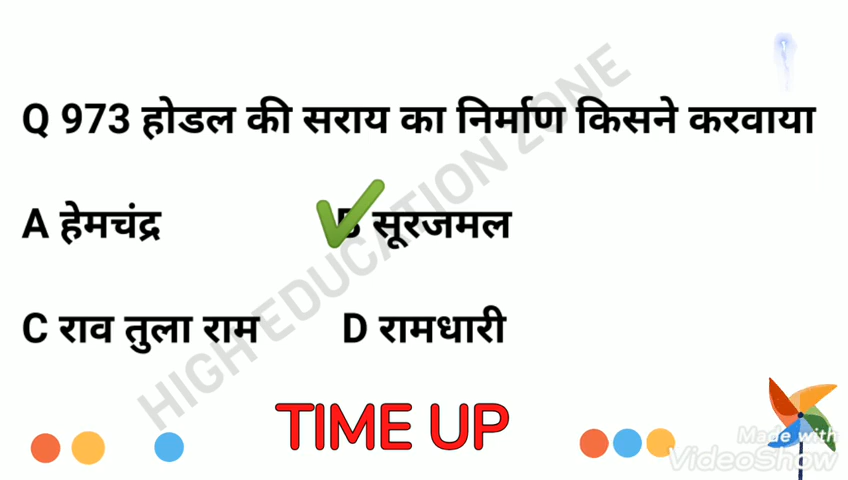 Q 973 होडल की सराय का निर्माण किसने करवाया
A हेमचंद्र B सूरजमल
C राव तुला राम D रामधारी
TIME UP
HIGH EDUCATION ZONE
Made with
VideoShow